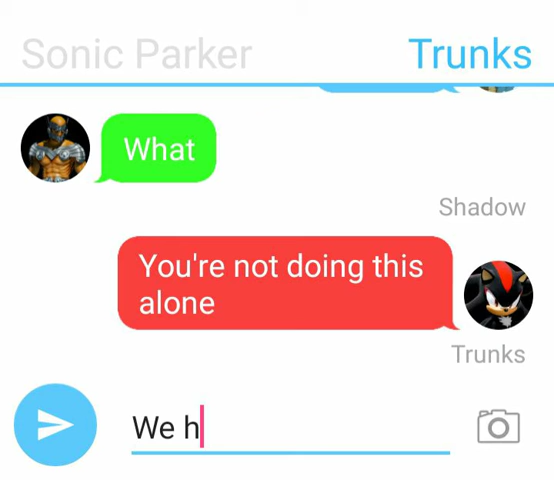 Sonic Parker
Trunks
What
Shadow
You're not doing this
alone
Trunks
We h